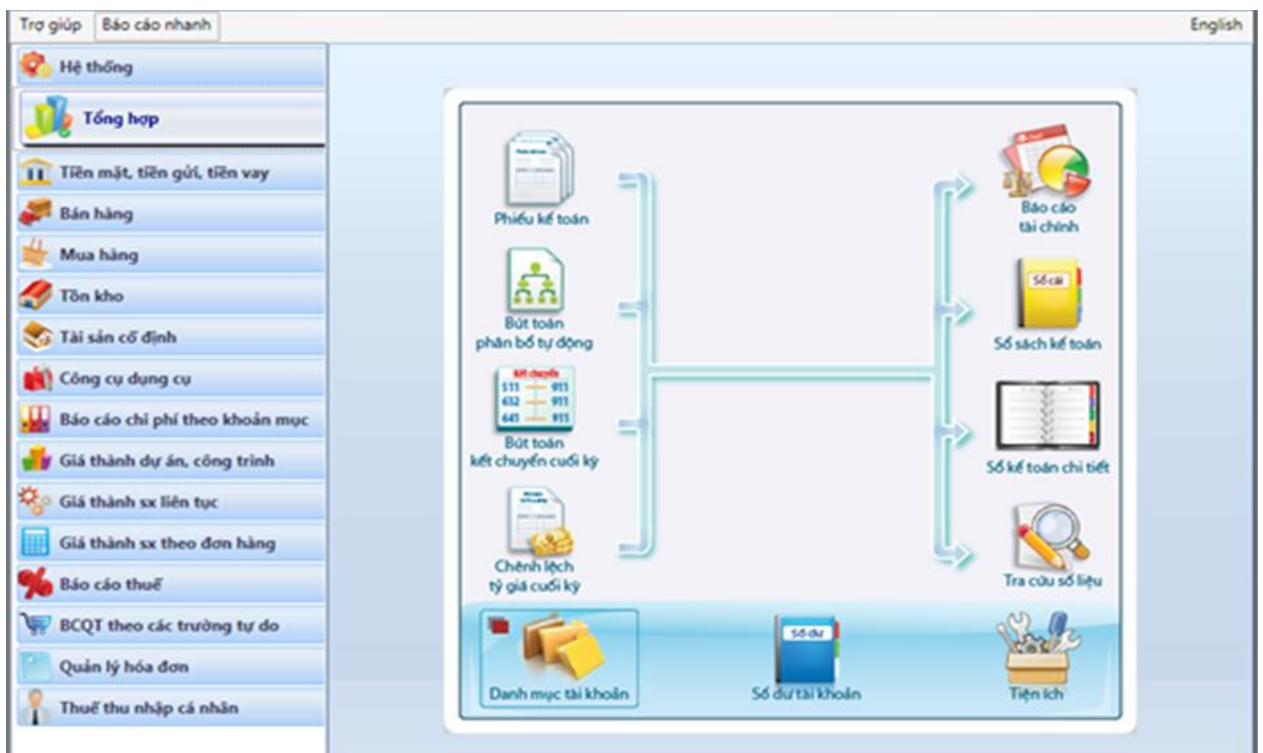 Trợ giúp
Báo cáo nhanh
English
Hệ thống
Tổng hợp
Tiền mặt, tiền gửi, tiền vay
Bán hàng
Mua hàng
Tồn kho
Tài sản cố định
Công cụ dụng cụ
Báo cáo chi phí theo khoản mục
Giá thành dự án, công trình
Giá thành sx liên tục
Giá thành sx theo đơn hàng
Báo cáo thuế
BCQT theo các trường tự do
Quản lý hóa đơn
Thuế thu nhập cá nhân
Phiếu kế toán
Bút toán
phân bổ tự động
Kết chuyển
511 911
632 911
641 911
Bút toán
kết chuyển cuối kỳ
Chênh lệch
tỷ giá cuối kỳ
Báo cáo
tài chính
Sổ cái
Sổ sách kế toán
Sổ kế toán chi tiết
Tra cứu số liệu
Danh mục tài khoản
Số dư
Số dư tài khoản
Tiện ích